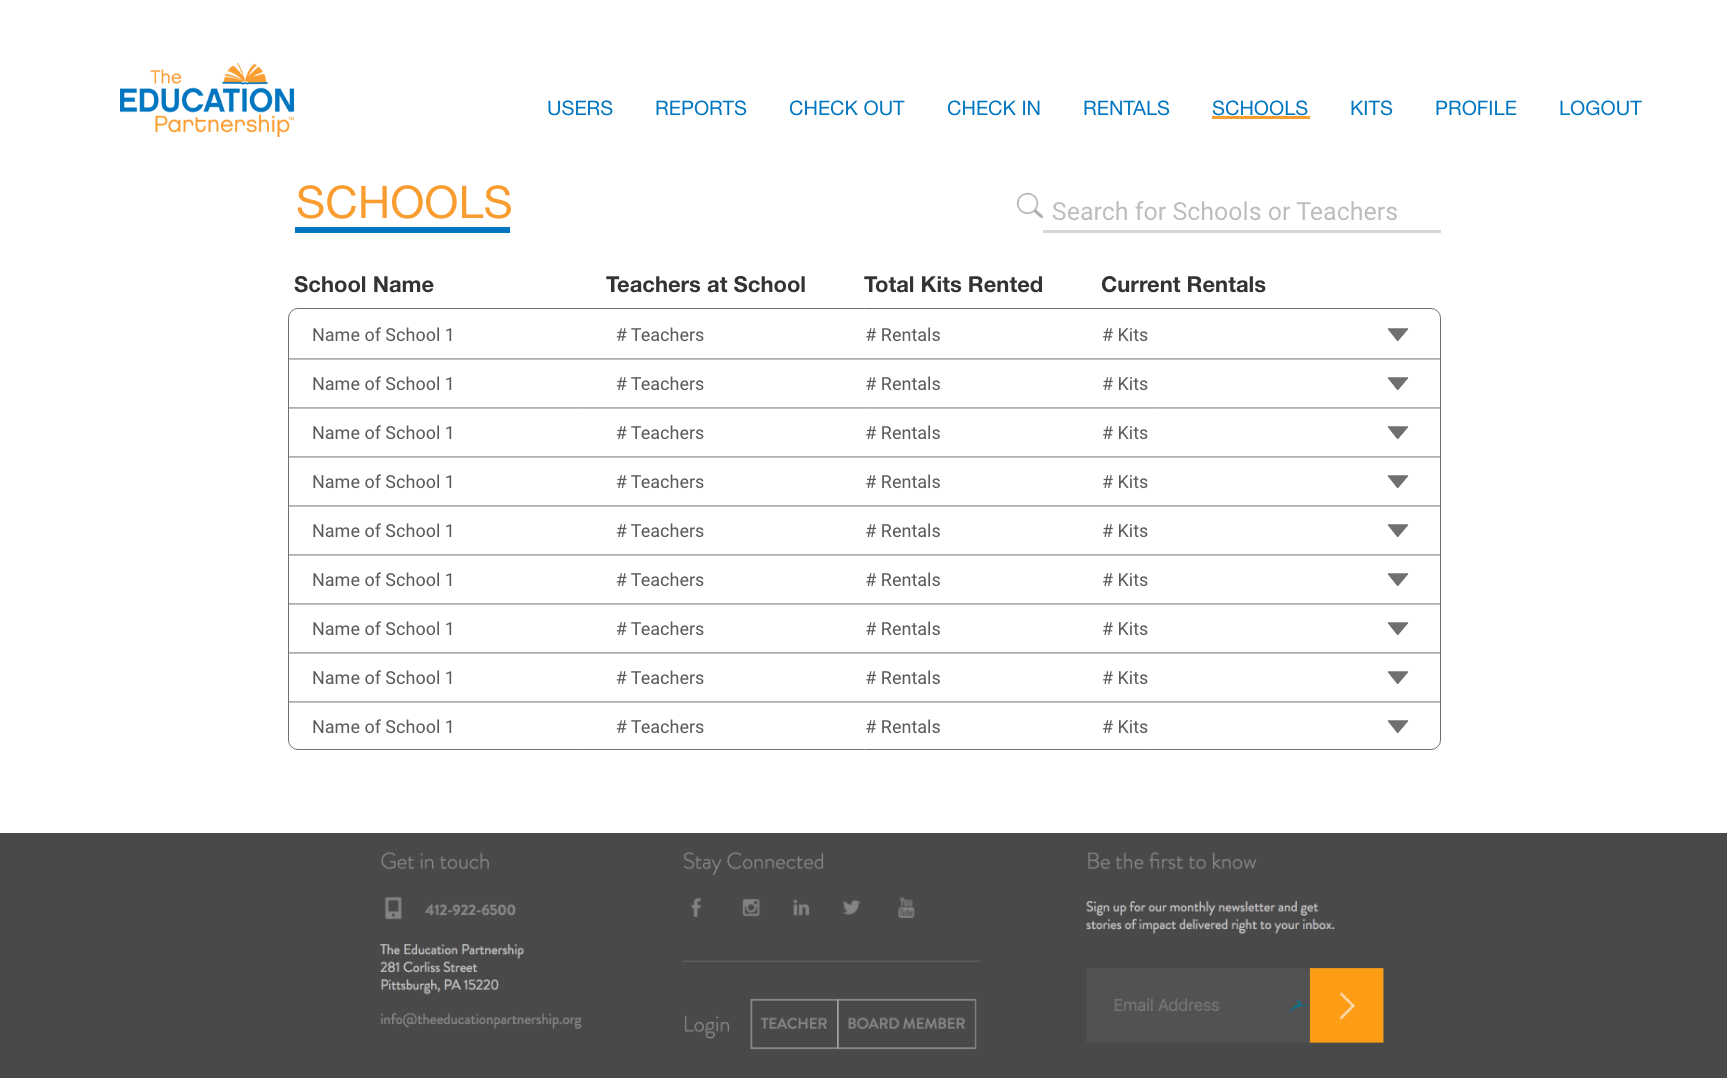 The
EDUCATION
Partnership™
USERS REPORTS CHECK OUT CHECK IN RENTALS SCHOOLS KITS PROFILE LOGOUT
SCHOOLS
Search for Schools or Teachers
School Name Teachers at School Total Kits Rented Current Rentals
Name of School 1 # Teachers # Rentals # Kits
Name of School 1 # Teachers # Rentals # Kits
Name of School 1 # Teachers # Rentals # Kits
Name of School 1 # Teachers # Rentals # Kits
Name of School 1 # Teachers # Rentals # Kits
Name of School 1 # Teachers # Rentals # Kits
Name of School 1 # Teachers # Rentals # Kits
Name of School 1 # Teachers # Rentals # Kits
Name of School 1 # Teachers # Rentals # Kits
Get in touch
412-922-6500
The Education Partnership
281 Corliss Street
Pittsburgh, PA 15220
info@theeducationpartnership.org
Stay Connected
f in You Tube
Login TEACHER BOARD MEMBER
Be the first to know
Sign up for our monthly newsletter and get
stories of impact delivered right to your inbox.
Email Address